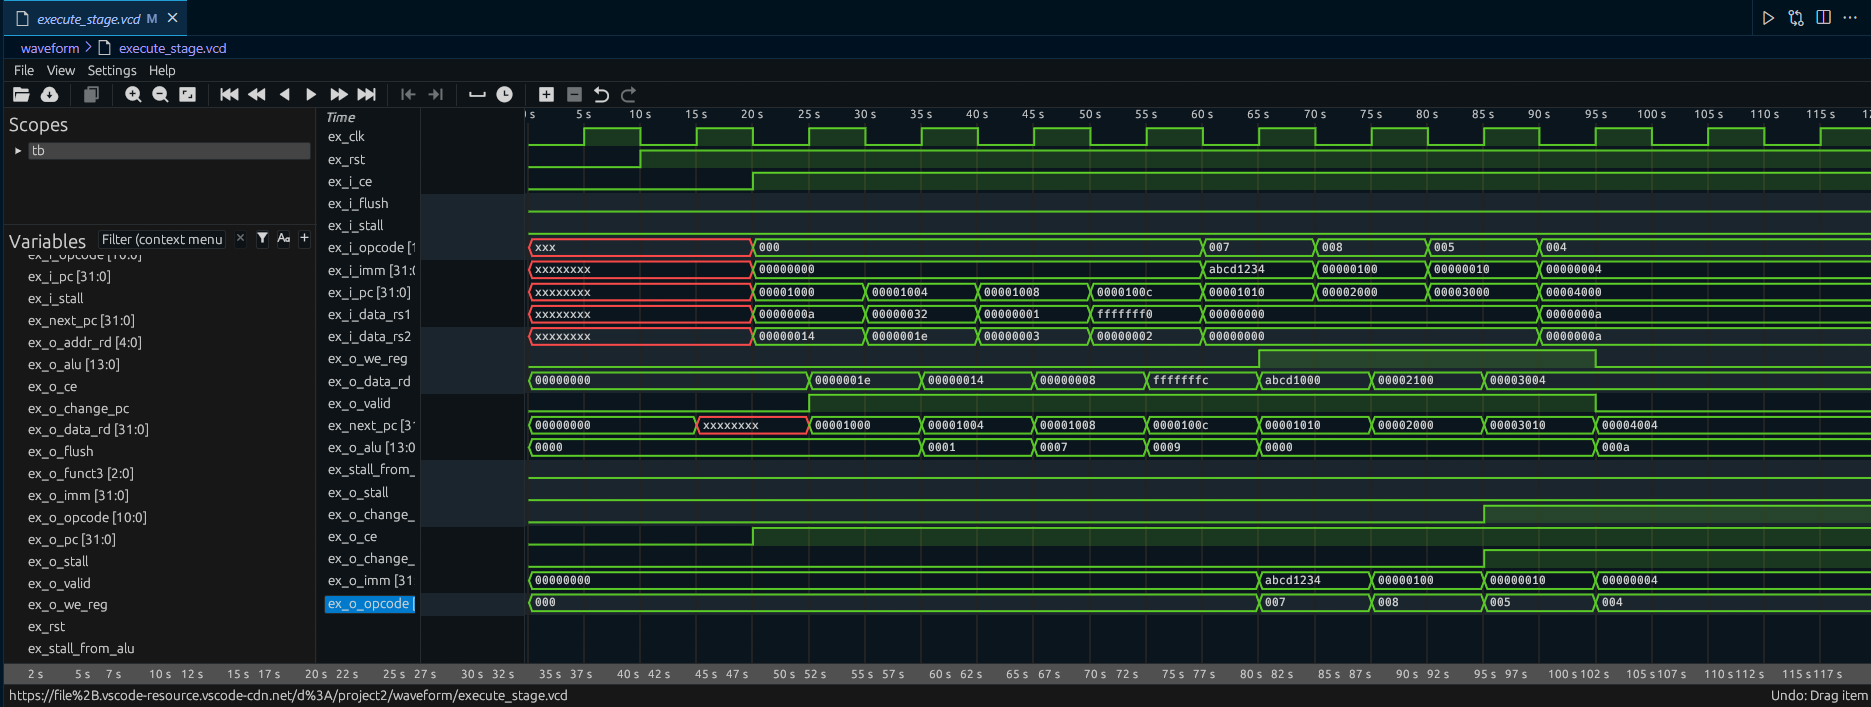 execute_stage.vcd M
waveform > execute_stage.vcd
File View Settings Help
Scopes
tb
Variables Filter (context menu
ex_i_opcode [10:0]
ex_i_pc [31:0]
ex_i_stall
ex_next_pc [31:0]
ex_o_addr_rd [4:0]
ex_o_alu [13:0]
ex_o_ce
ex_o_change_pc
ex_o_data_rd [31:0]
ex_o_flush
ex_o_funct3 [2:0]
ex_o_imm [31:0]
ex_o_opcode [10:0]
ex_o_pc [31:0]
ex_o_stall
ex_o_valid
ex_o_we_reg
ex_rst
ex_stall_from_alu
Time s 5 s 10 s 15 s 20 s 25 s 30 s 35 s 40 s 45 s 50 s 55 s 60 s 65 s 70 s 75 s 80 s 85 s 90 s 95 s 100 s 105 s 110 s 115 s 12
ex_clk
ex_rst
ex_i_ce
ex_i_flush
ex_i_stall
ex_i_opcode [1 xxx 000 007 008 005 004
ex_i_imm [31:0 xxxxxxxx 00000000 abcd1234 00000100 00000010 00000004
ex_i_pc [31:0] xxxxxxxx 00001000 00001004 00001008 0000100c 00001010 00002000 00003000 00004000
ex_i_data_rs1 xxxxxxxx 0000000a 00000032 00000001 fffffff0 00000000 0000000a
ex_i_data_rs2 xxxxxxxx 00000014 0000001e 00000003 00000002 00000000 0000000a
ex_o_we_reg
ex_o_data_rd 00000000 0000001e 00000014 00000008 fffffffc abcd1000 00002100 00003004
ex_o_valid
ex_next_pc [31 00000000 xxxxxxxx 00001000 00001004 00001008 0000100c 00001010 00002000 00003010 00004004
ex_o_alu [13:0 0000 0001 0007 0009 0000 000a
ex_stall_from_
ex_o_stall
ex_o_change_
ex_o_ce
ex_o_change_
ex_o_imm [31 00000000 abcd1234 00000100 00000010 00000004
ex_o_opcode [ 000 007 008 005 004
2 s 5 s 7 s 10 s 12 s 15 s 17 s 20 s 22 s 25 s 27 s 30 s 32 s 35 s 37 s 40 s 42 s 45 s 47 s 50 s 52 s 55 s 57 s 60 s 62 s 65 s 67 s 70 s 72 s 75 s 77 s 80 s 82 s 85 s 87 s 90 s 92 s 95 s 97 s 100 s 102 s 105 s 107 s 110 s 112 s 115 s 117 s
https://file%2B.vscode-resource.vscode-cdn.net/d%3A/project2/waveform/execute_stage.vcd
Undo: Drag item